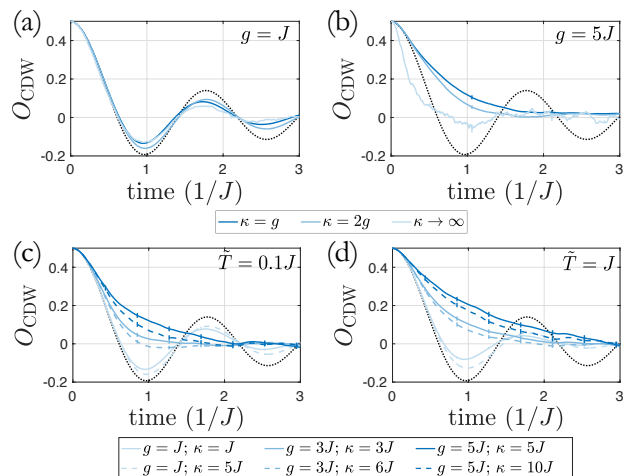 (a)
g = J
0.4
0.2
0
-0.2
O_CDW
0
1
2
3
time (1/J)
(b)
g = 5J
0.4
0.2
0
-0.2
O_CDW
0
1
2
3
time (1/J)
κ = g
κ = 2g
κ → ∞
(c)
T̃ = 0.1J
0.4
0.2
0
-0.2
O_CDW
0
1
2
3
time (1/J)
(d)
T̃ = J
0.4
0.2
0
-0.2
O_CDW
0
1
2
3
time (1/J)
g = J; κ = J
g = 3J; κ = 3J
g = 5J; κ = 5J
g = J; κ = 5J
g = 3J; κ = 6J
g = 5J; κ = 10J